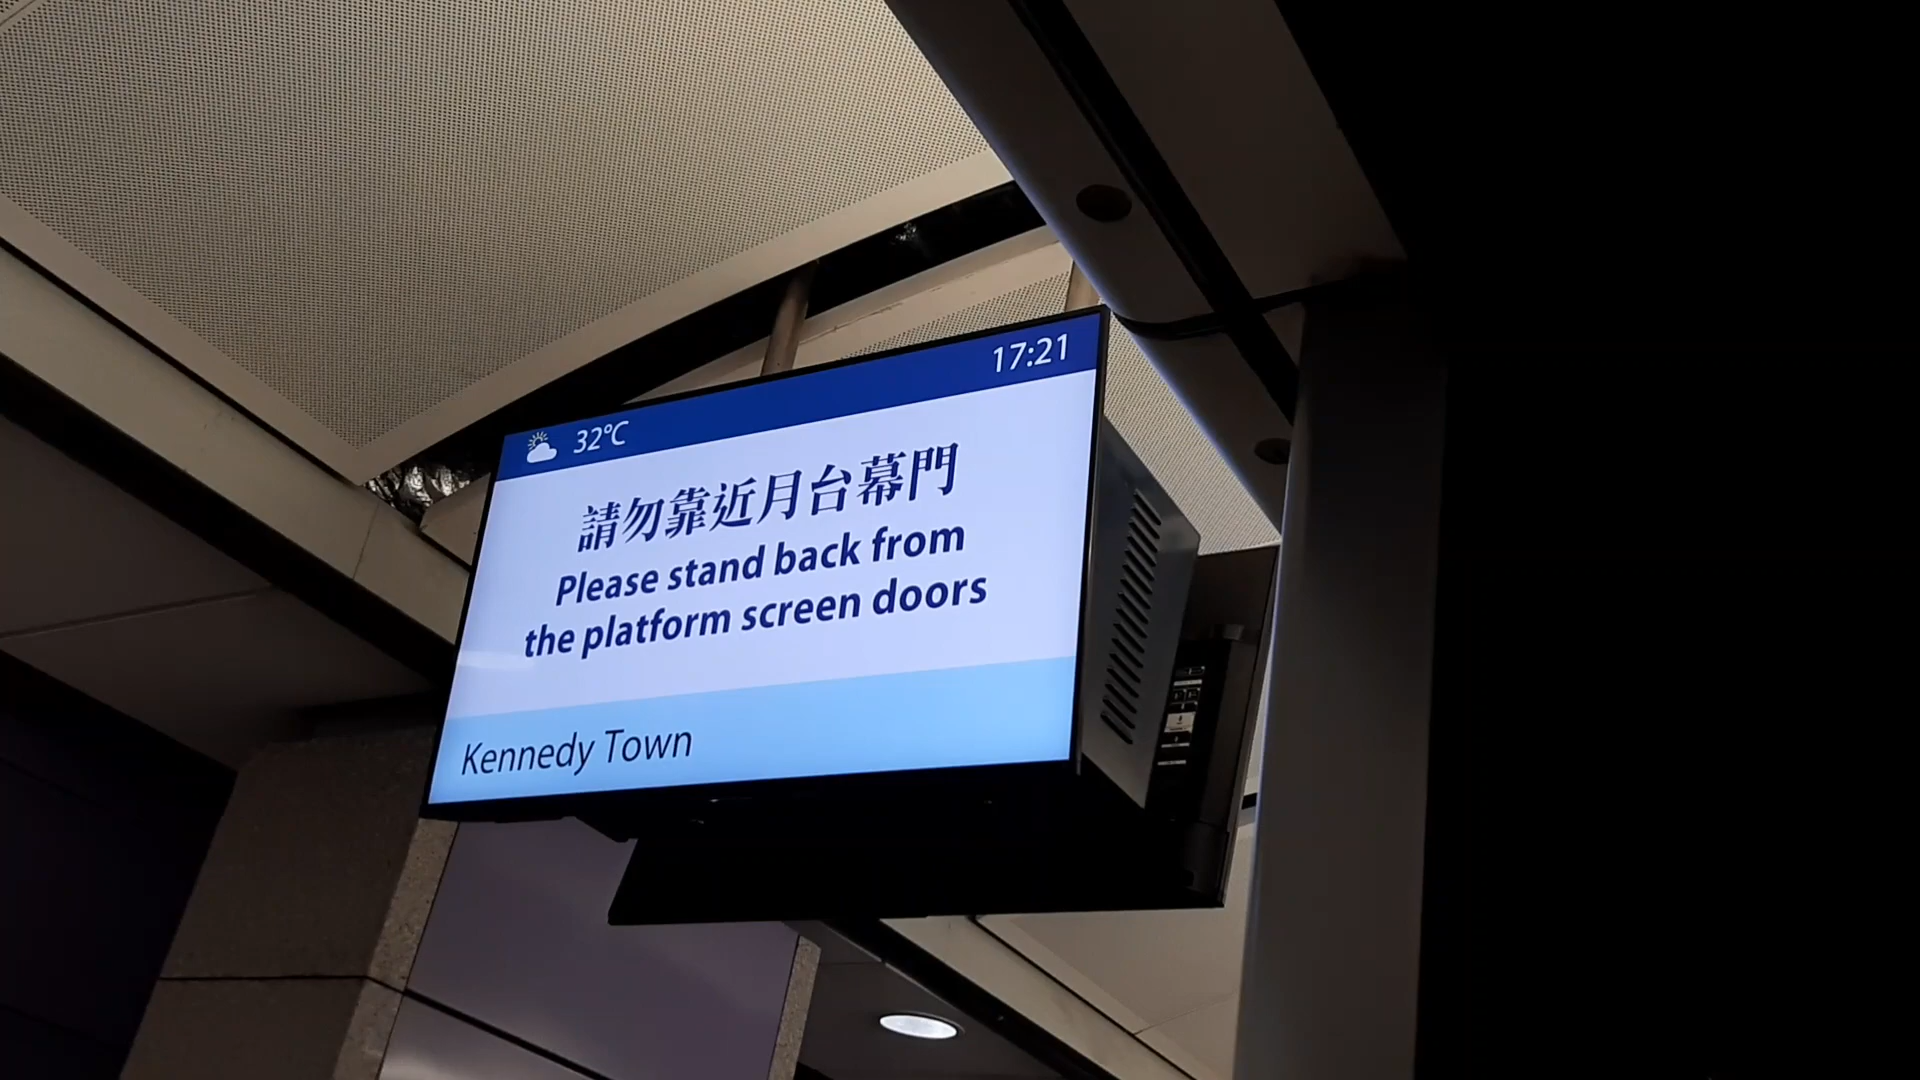 32°C 17:21
請勿靠近月台幕門
Please stand back from
the platform screen doors
Kennedy Town